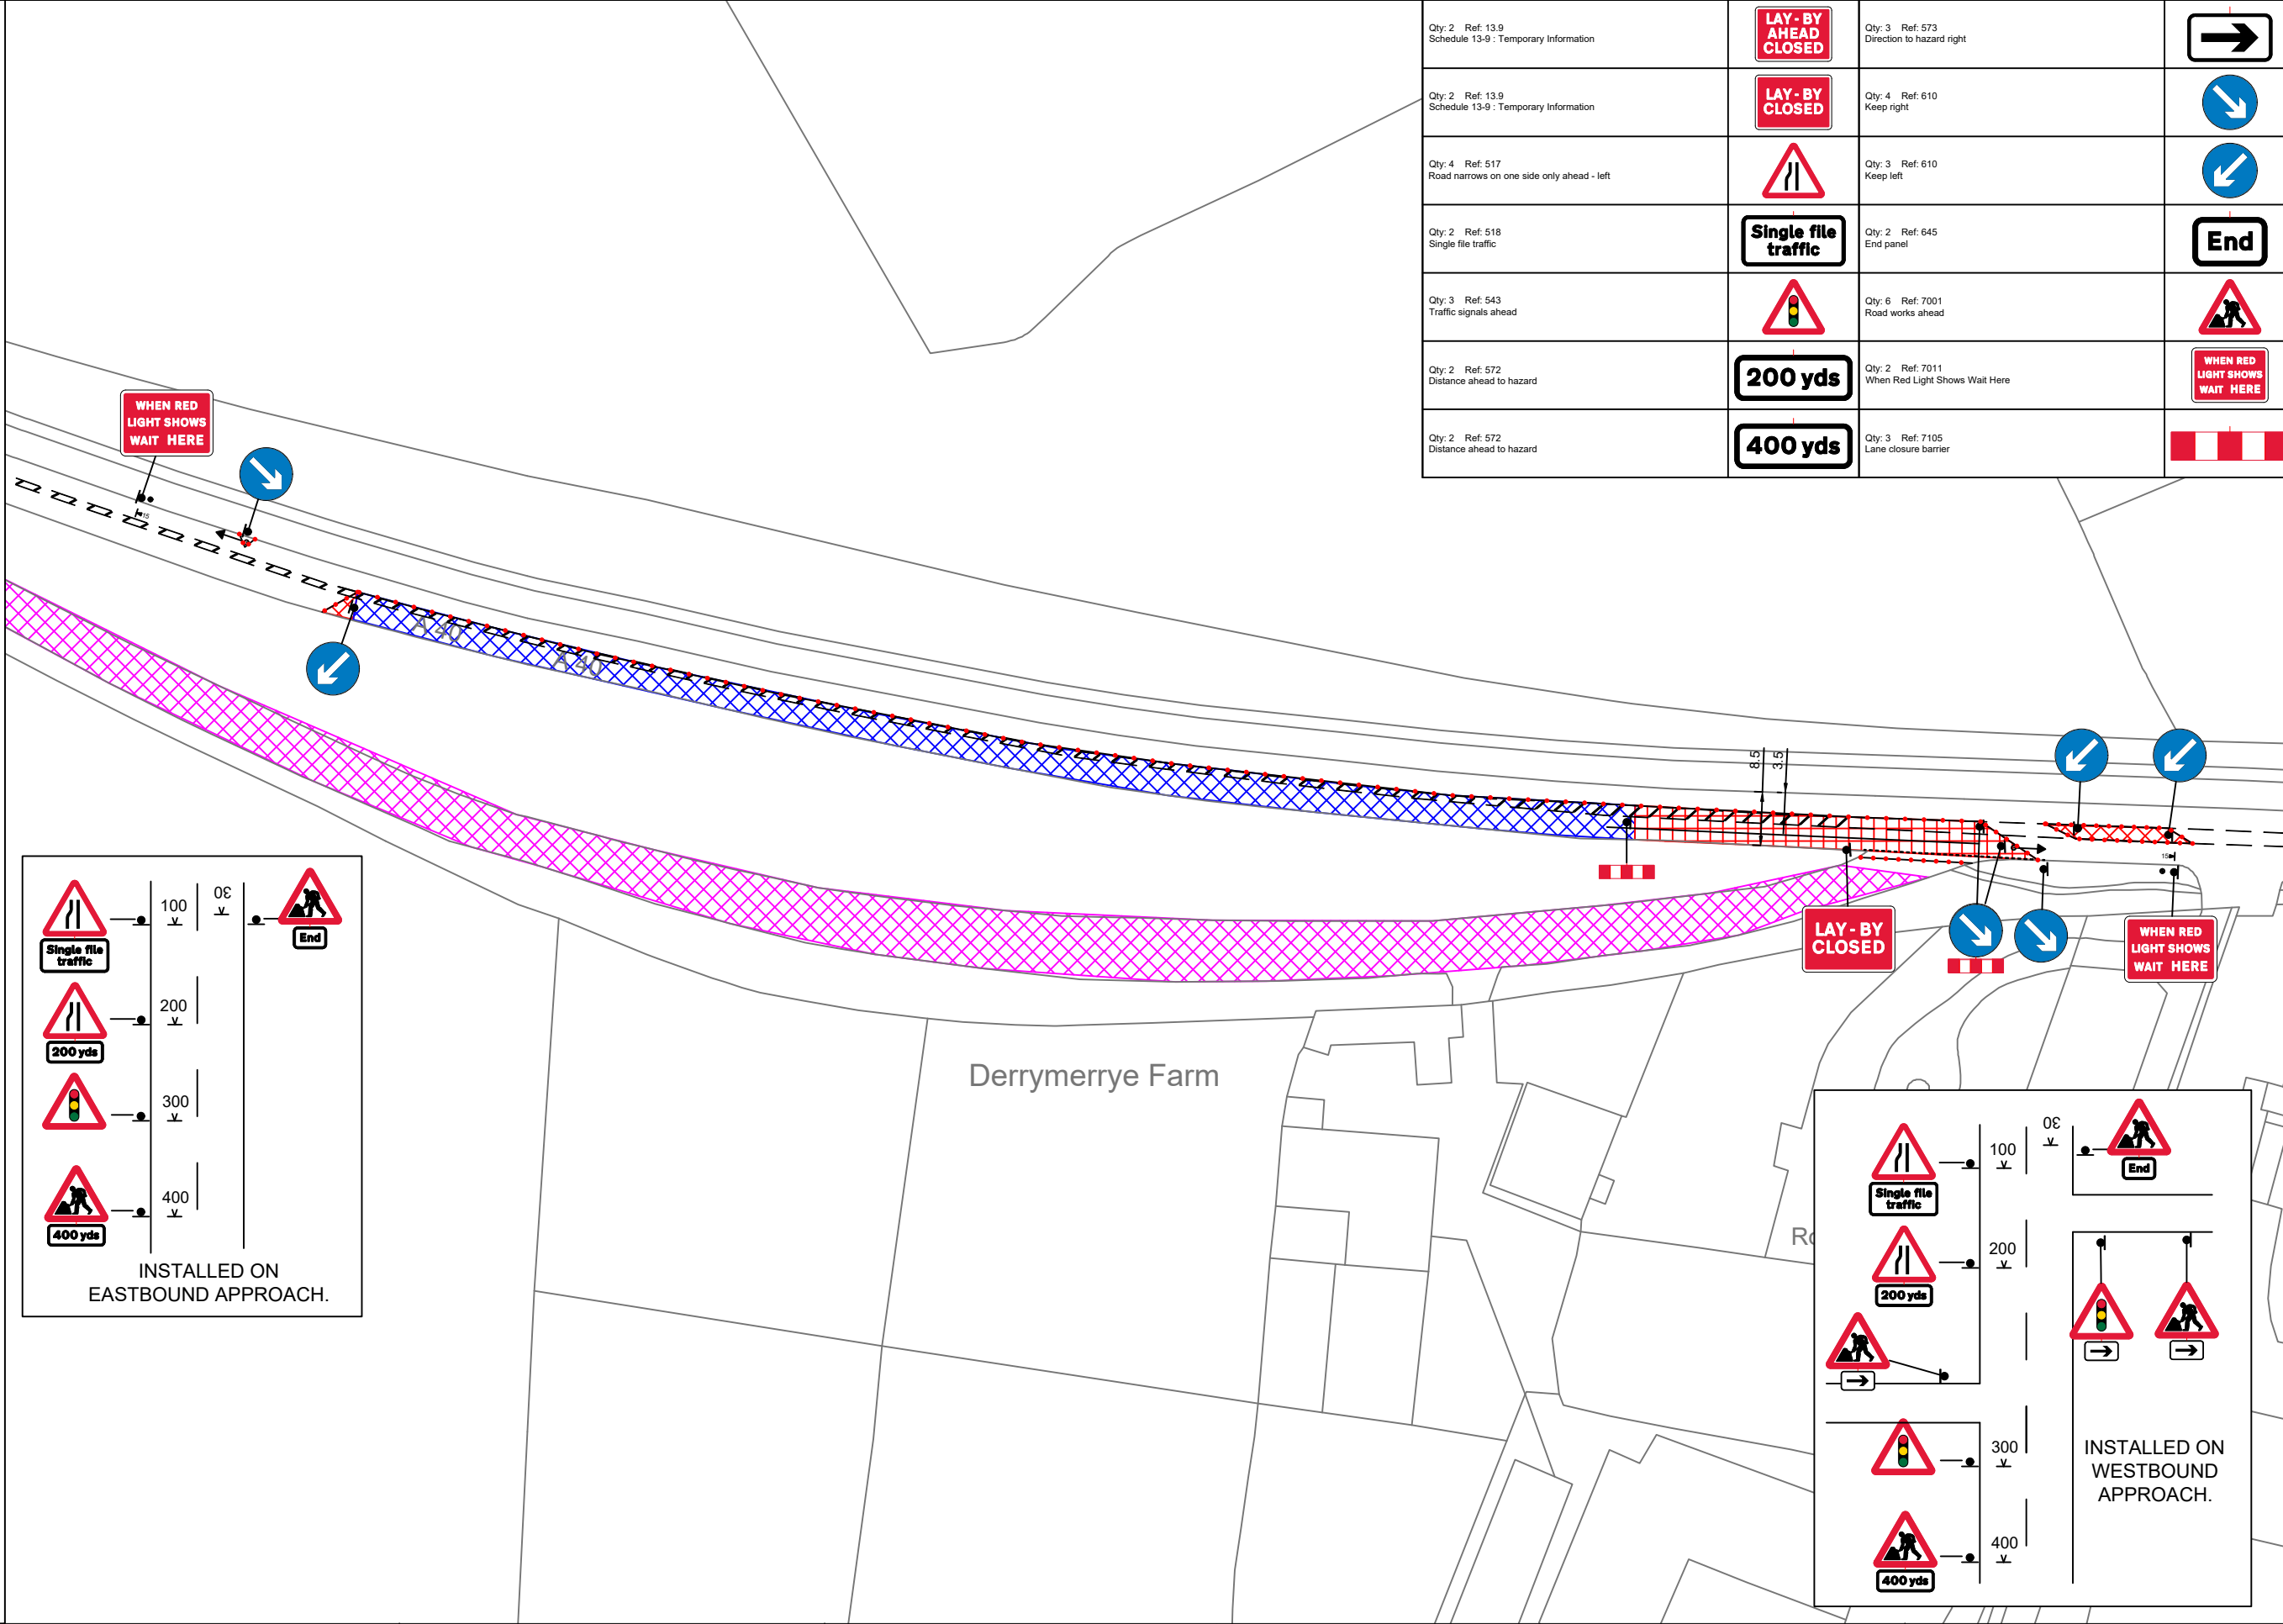 Qty: 2 Ref: 13.9
Schedule 13-9 : Temporary Information
LAY - BY
AHEAD
CLOSED
Qty: 3 Ref: 573
Direction to hazard right
Qty: 2 Ref: 13.9
Schedule 13-9 : Temporary Information
LAY - BY
CLOSED
Qty: 4 Ref: 610
Keep right
Qty: 4 Ref: 517
Road narrows on one side only ahead - left
Qty: 3 Ref: 610
Keep left
Qty: 2 Ref: 518
Single file traffic
Single file
traffic
Qty: 2 Ref: 645
End panel
End
Qty: 3 Ref: 543
Traffic signals ahead
Qty: 6 Ref: 7001
Road works ahead
Qty: 2 Ref: 572
Distance ahead to hazard
200 yds
Qty: 2 Ref: 7011
When Red Light Shows Wait Here
WHEN RED
LIGHT SHOWS
WAIT HERE
Qty: 2 Ref: 572
Distance ahead to hazard
400 yds
Qty: 3 Ref: 7105
Lane closure barrier
WHEN RED
LIGHT SHOWS
WAIT HERE
15
A 40
A 40
8.5
3.5
15
LAY - BY
CLOSED
WHEN RED
LIGHT SHOWS
WAIT HERE
Single file
traffic
100
30
End
200 yds
200
300
400 yds
400
INSTALLED ON
EASTBOUND APPROACH.
Derrymerrye Farm
Single file
traffic
100
30
End
200 yds
200
300
400 yds
400
INSTALLED ON
WESTBOUND
APPROACH.